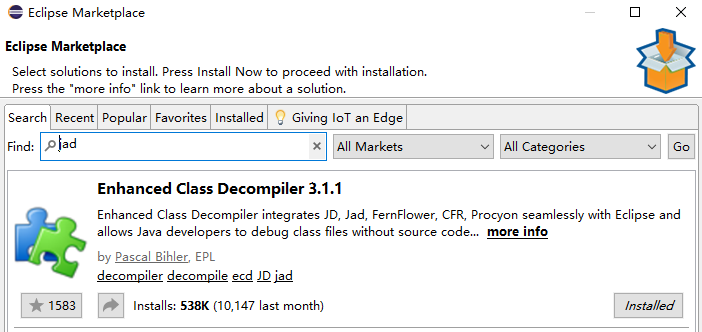 Eclipse Marketplace
Eclipse Marketplace
Select solutions to install. Press Install Now to proceed with installation.
Press the "more info" link to learn more about a solution.
Search Recent Popular Favorites Installed Giving IoT an Edge
Find: jad All Markets All Categories Go
Enhanced Class Decompiler 3.1.1
Enhanced Class Decompiler integrates JD, Jad, FernFlower, CFR, Procyon seamlessly with Eclipse and
allows Java developers to debug class files without source code... more info
by Pascal Bihler, EPL
decompiler decompile ecd JD jad
1583 Installs: 538K (10,147 last month) Installed